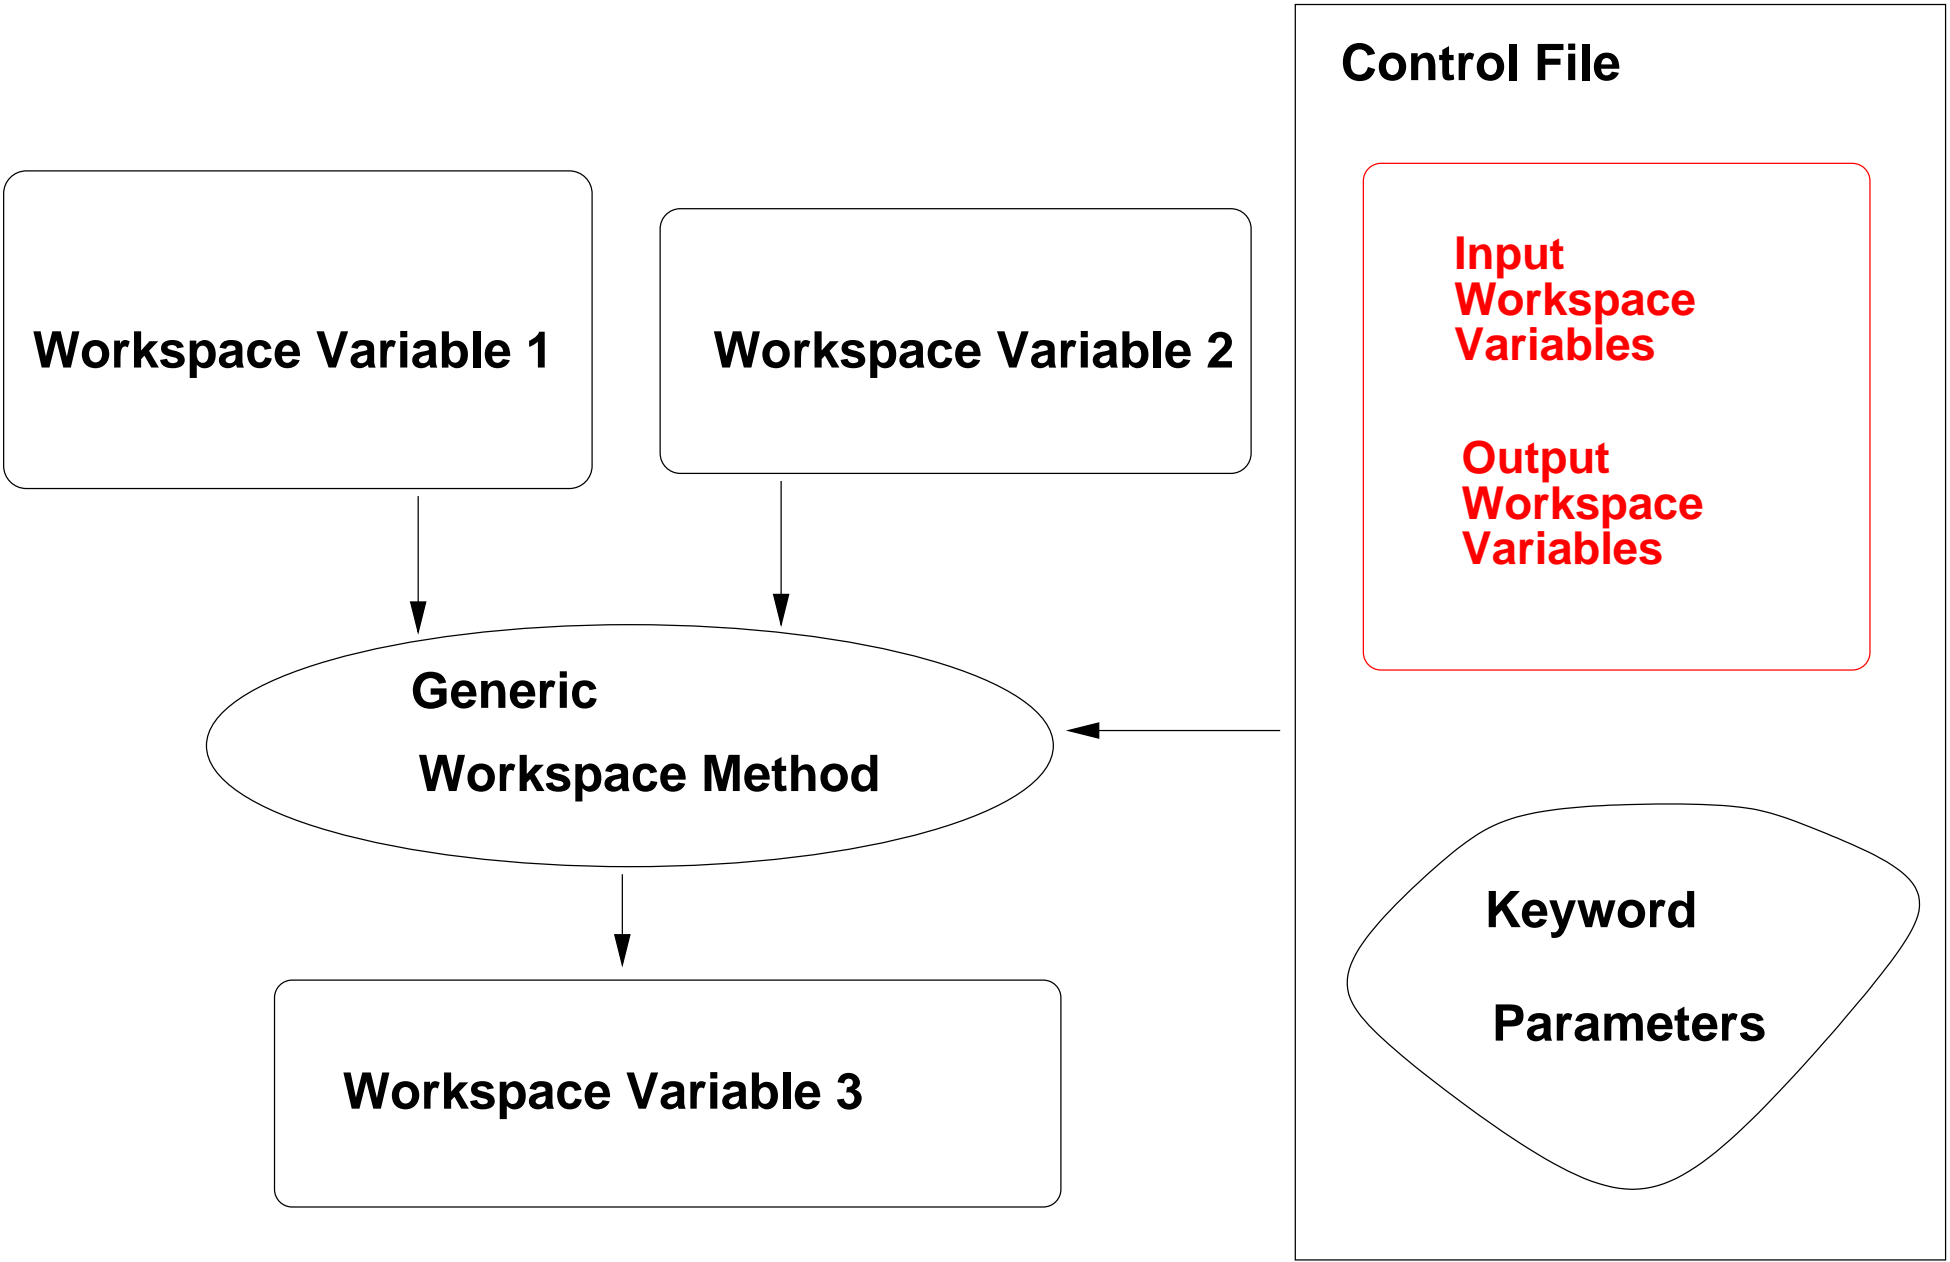 Control File
Input
Workspace
Variables
Output
Workspace
Variables
Workspace Variable 1
Workspace Variable 2
Generic
Workspace Method
Keyword
Parameters
Workspace Variable 3